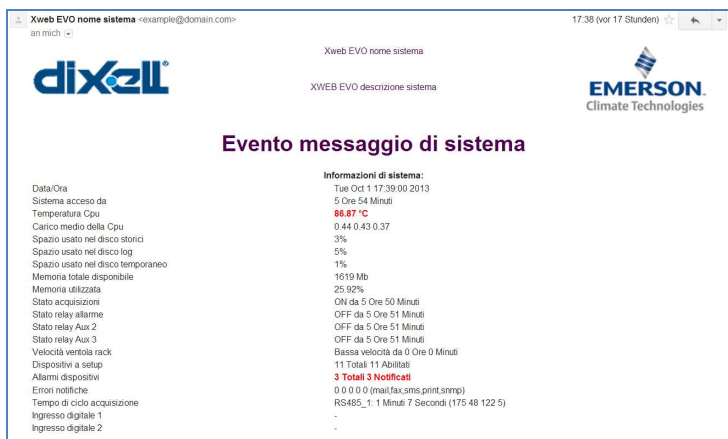 Xweb EVO nome sistema <example@domain.com> 17:38 (vor 17 Stunden)
an mich
Xweb EVO nome sistema
dixell
XWEB EVO descrizione sistema
EMERSON.
Climate Technologies
Evento messaggio di sistema
Informazioni di sistema:
Data/Ora Tue Oct 1 17:39:00 2013
Sistema acceso da 5 Ore 54 Minuti
Temperatura Cpu 86.87 °C
Carico medio della Cpu 0.44 0.43 0.37
Spazio usato nel disco storici 3%
Spazio usato nel disco log 5%
Spazio usato nel disco temporaneo 1%
Memoria totale disponibile 1619 Mb
Memoria utilizzata 25.92%
Stato acquisizioni ON da 5 Ore 50 Minuti
Stato relay allarme OFF da 5 Ore 51 Minuti
Stato relay Aux 2 OFF da 5 Ore 51 Minuti
Stato relay Aux 3 OFF da 5 Ore 51 Minuti
Velocità ventola rack Bassa velocità da 0 Ore 0 Minuti
Dispositivi a setup 11 Totali 11 Abilitati
Allarmi dispositivi 3 Totali 3 Notificati
Errori notifiche 0 0 0 0 0 (mail,fax,sms,print,snmp)
Tempo di ciclo acquisizione RS485_1: 1 Minuti 7 Secondi (175 48 122 5)
Ingresso digitale 1 -
Ingresso digitale 2 -